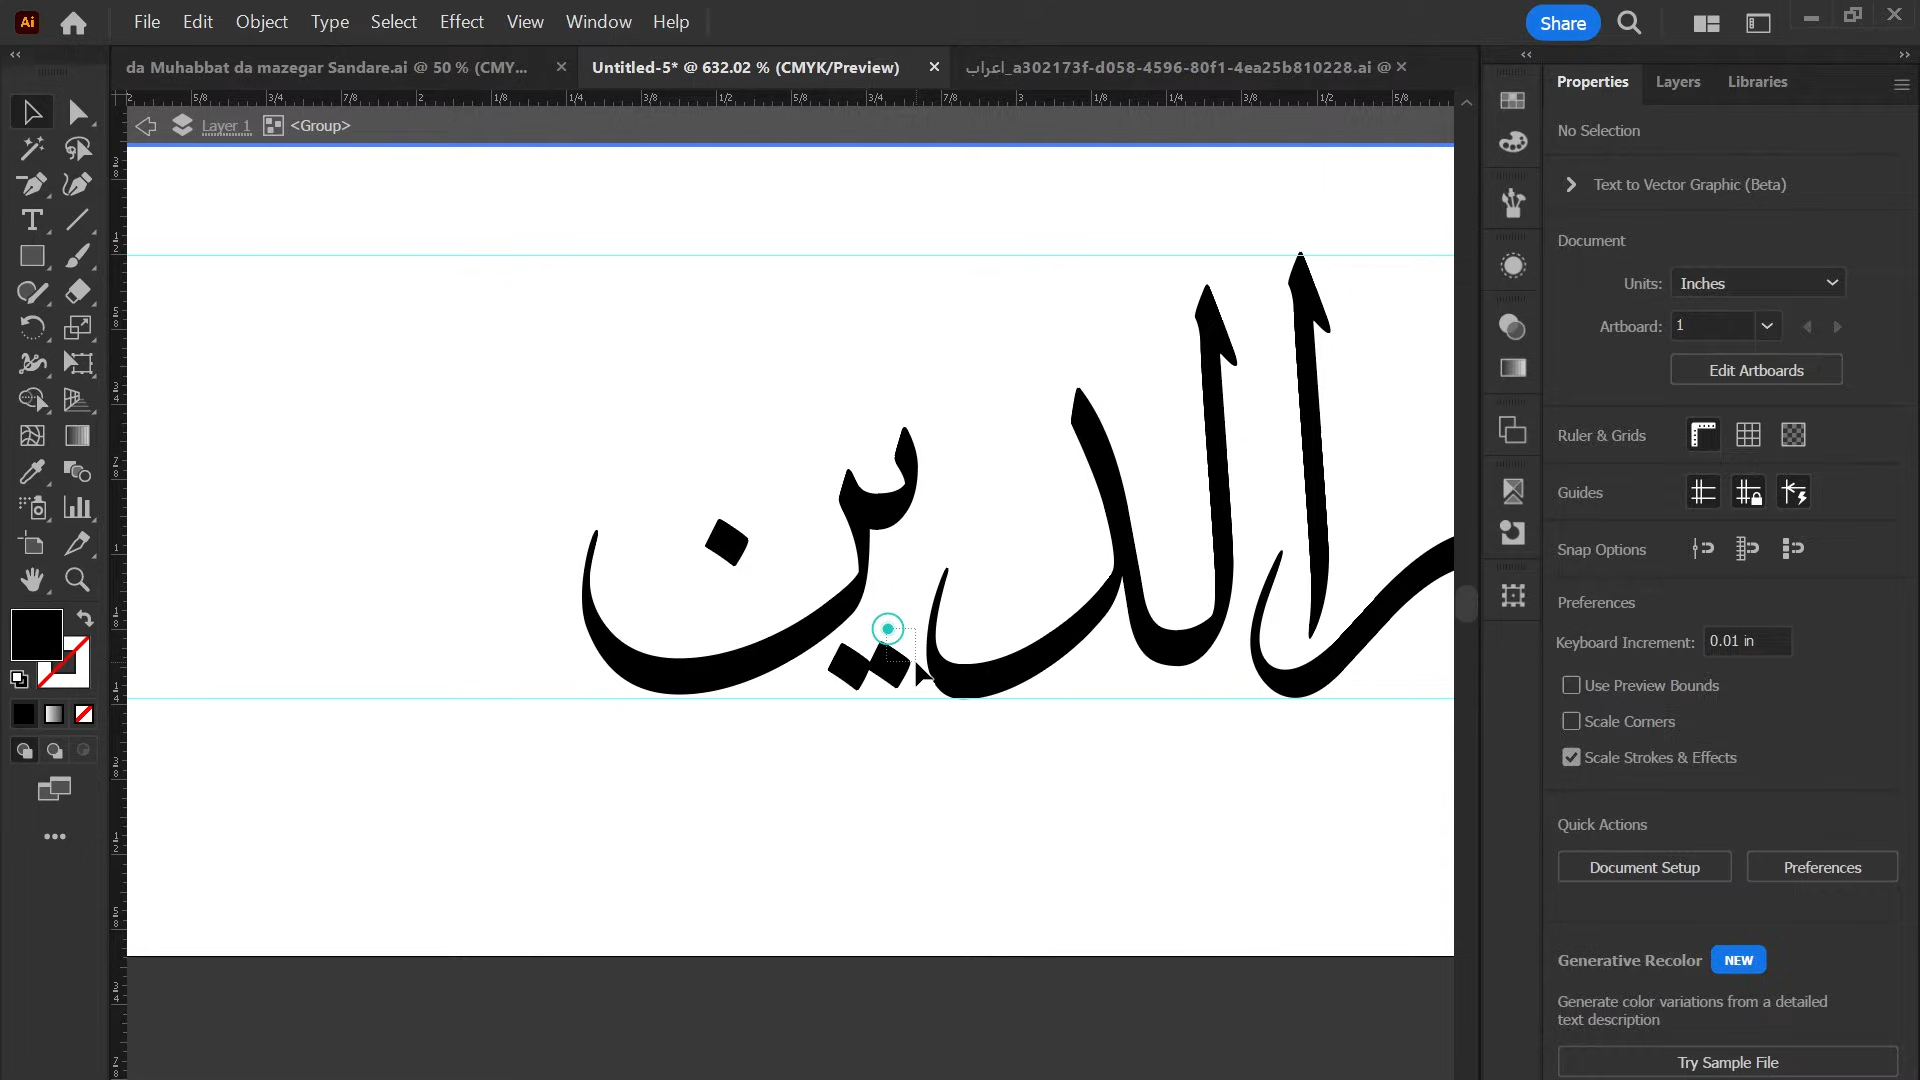 Ai File Edit Object Type Select Effect View Window Help Share
da Muhabbat da mazegar Sandare.ai @ 50 % (CMY...
Untitled-5* @ 632.02 % (CMYK/Preview)
اعراب_a302173f-d058-4596-80f1-4ea25b810228.ai @
Layer 1 <Group>
Properties Layers Libraries
No Selection
Text to Vector Graphic (Beta)
Document
Units: Inches
Artboard: 1
Edit Artboards
Ruler & Grids
Guides
Snap Options
Preferences
Keyboard Increment: 0.01 in
Use Preview Bounds
Scale Corners
Scale Strokes & Effects
Quick Actions
Document Setup Preferences
Generative Recolor NEW
Generate color variations from a detailed
text description
Try Sample File
الدين